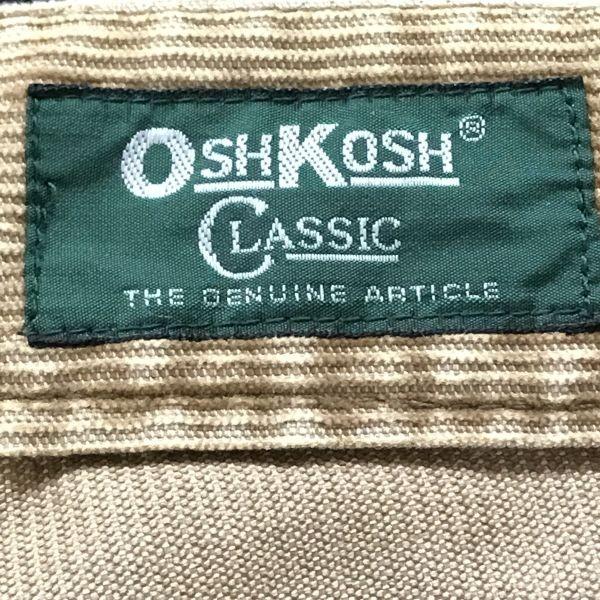 OSHKOSH®
CLASSIC
THE GENUINE ARTICLE